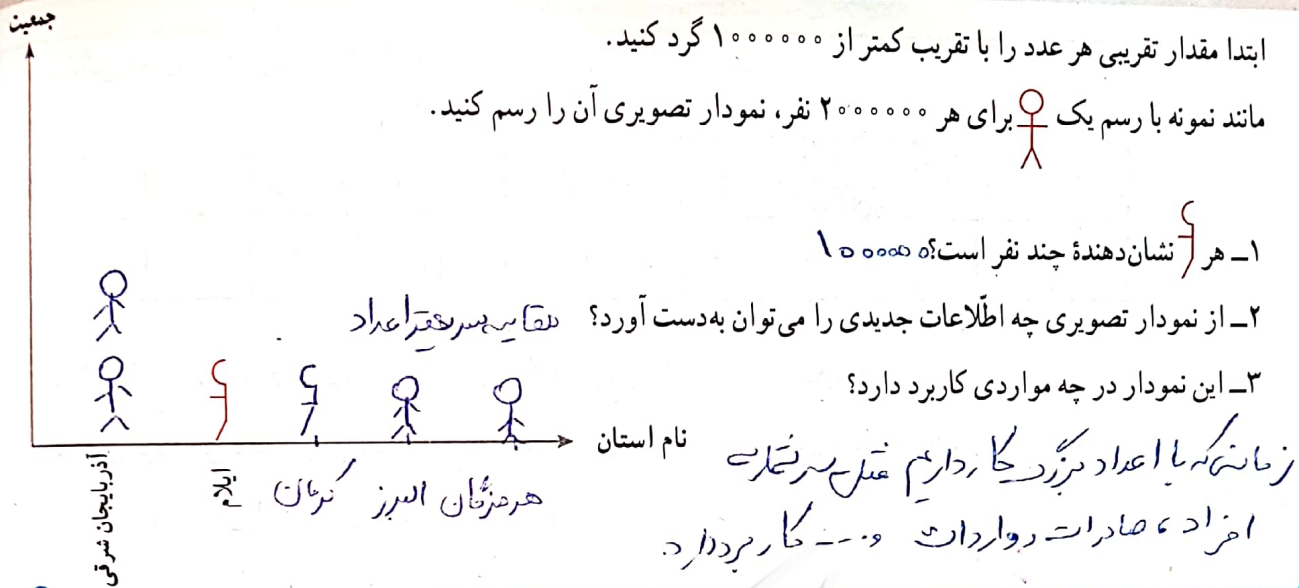 جمعیت
ابتدا مقدار تقریبی هر عدد را با تقریب کمتر از ۱۰۰۰۰۰۰ گرد کنید.
مانند نمونه با رسم یک برای هر ۲۰۰۰۰۰۰ نفر، نمودار تصویری آن را رسم کنید.
۱ـ هر نشان‌دهندهٔ چند نفر است؟ ۱۰۰۰۰۰۰
۲ـ از نمودار تصویری چه اطّلاعات جدیدی را می‌توان به‌دست آورد؟ مقایسه سریعتر اعداد
۳ـ این نمودار در چه مواردی کاربرد دارد؟
زمانی که با اعداد بزرگ کار داریم مثل سرشماری
افراد، صادرات و واردات و... کاربرد دارد.
نام استان
آذربایجان شرقی
ایلام
کرمان
البرز
هرمزگان